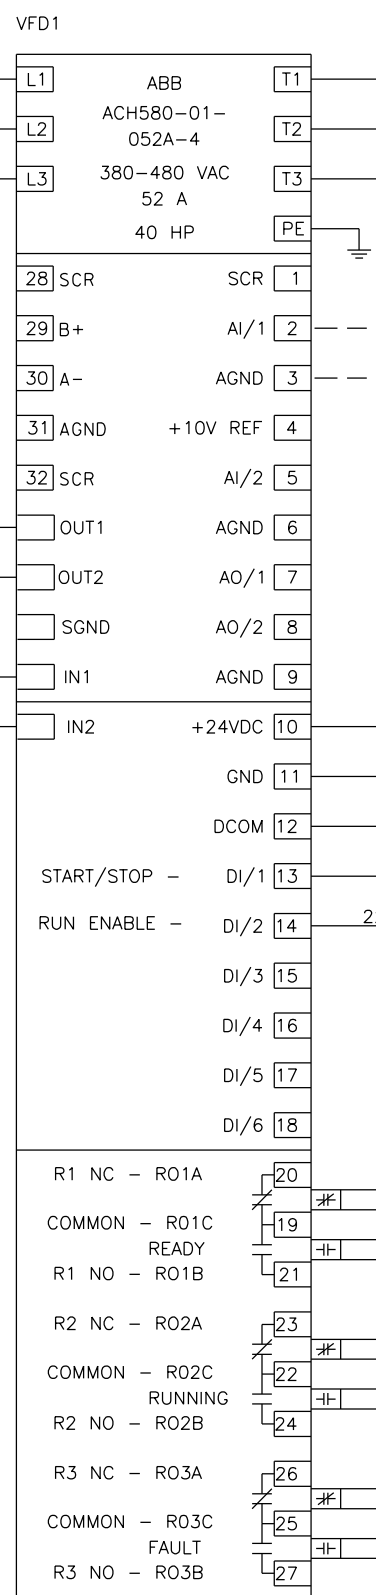 VFD1
L1 ABB T1
ACH580-01-
L2 052A-4 T2
L3 380-480 VAC T3
52 A
40 HP PE
28 SCR SCR 1
29 B+ AI/1 2
30 A- AGND 3
31 AGND +10V REF 4
32 SCR AI/2 5
OUT1 AGND 6
OUT2 AO/1 7
SGND AO/2 8
IN1 AGND 9
IN2 +24VDC 10
GND 11
DCOM 12
START/STOP - DI/1 13
RUN ENABLE - DI/2 14
DI/3 15
DI/4 16
DI/5 17
DI/6 18
R1 NC - RO1A 20
COMMON - RO1C 19
READY
R1 NO - RO1B 21
R2 NC - RO2A 23
COMMON - RO2C 22
RUNNING
R2 NO - RO2B 24
R3 NC - RO3A 26
COMMON - RO3C 25
FAULT
R3 NO - RO3B 27